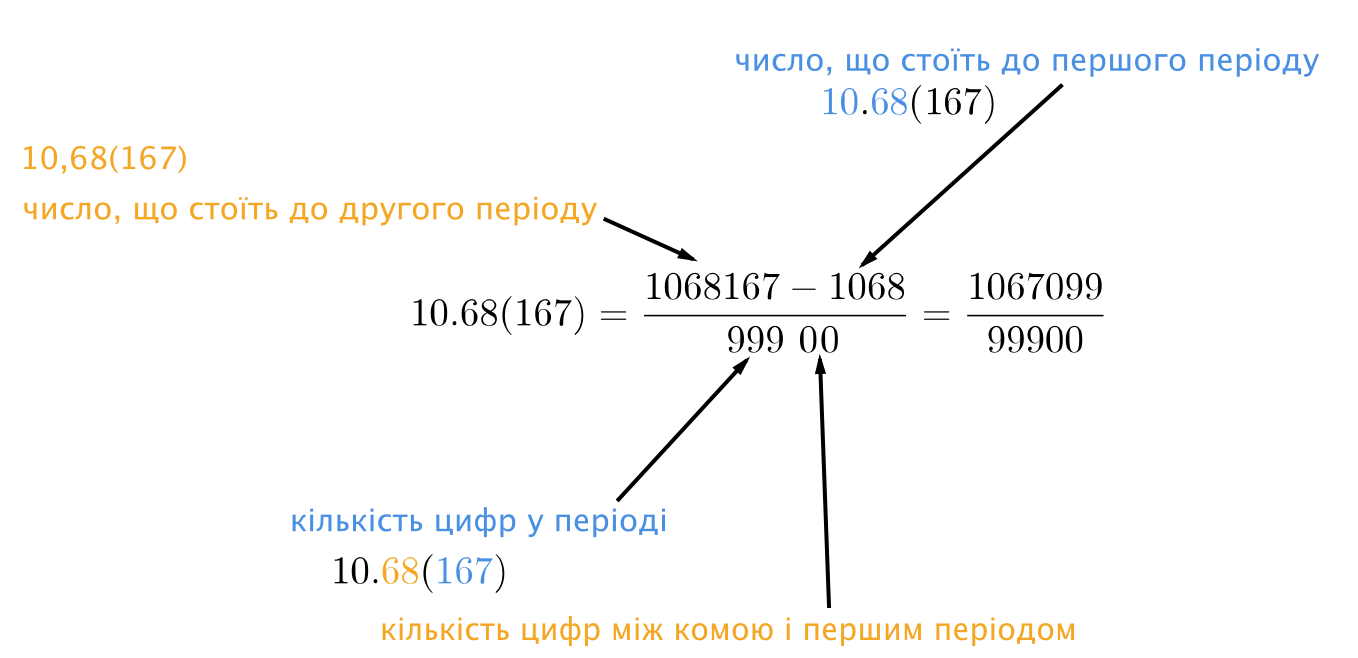 число, що стоїть до першого періоду
10.68(167)
10,68(167)
число, що стоїть до другого періоду
10.68(167) = \frac{1068167 − 1068}{999 00} = \frac{1067099}{99900}
кількість цифр у періоді
10.68(167)
кількість цифр між комою і першим періодом